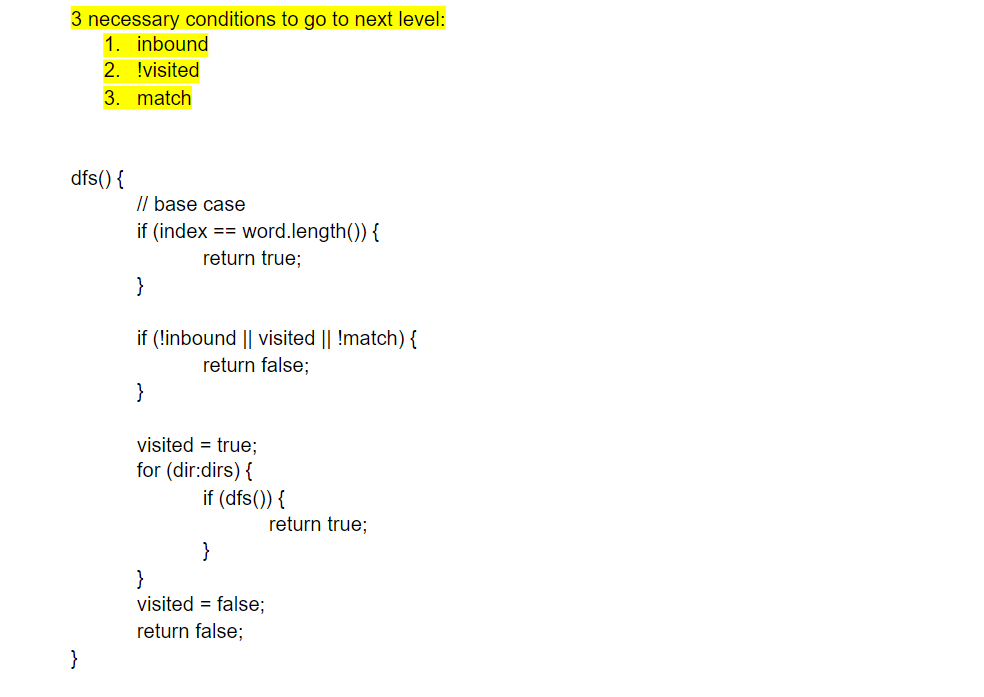 3 necessary conditions to go to next level:
1. inbound
2. !visited
3. match
dfs() {
// base case
if (index == word.length()) {
return true;
}
if (!inbound || visited || !match) {
return false;
}
visited = true;
for (dir:dirs) {
if (dfs()) {
return true;
}
}
visited = false;
return false;
}